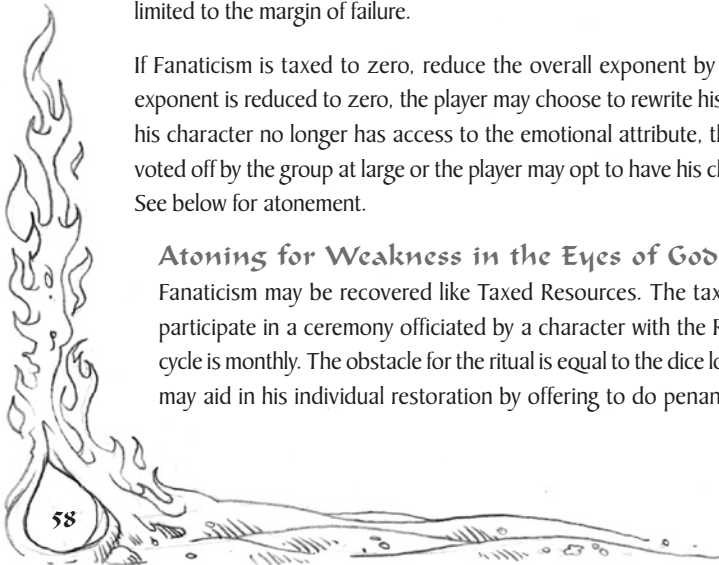 limited to the margin of failure.
If Fanaticism is taxed to zero, reduce the overall exponent by
exponent is reduced to zero, the player may choose to rewrite his
his character no longer has access to the emotional attribute, th
voted off by the group at large or the player may opt to have his c
See below for atonement.
Atoning for Weakness in the Eyes of God
Fanaticism may be recovered like Taxed Resources. The tax
participate in a ceremony officiated by a character with the R
cycle is monthly. The obstacle for the ritual is equal to the dice lo
may aid in his individual restoration by offering to do penan
58